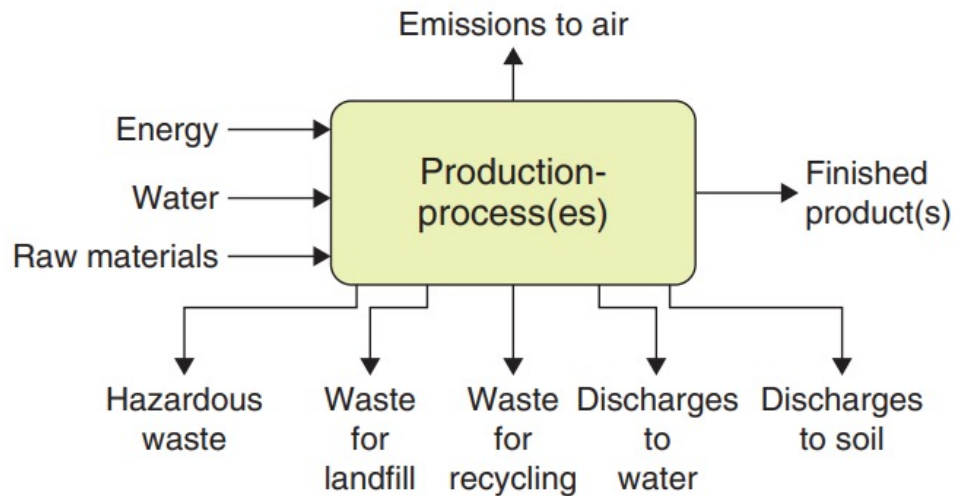 Emissions to air
Energy
Water
Raw materials
Production-
process(es)
Finished
product(s)
Hazardous
waste
Waste
for
landfill
Waste
for
recycling
Discharges
to
water
Discharges
to soil